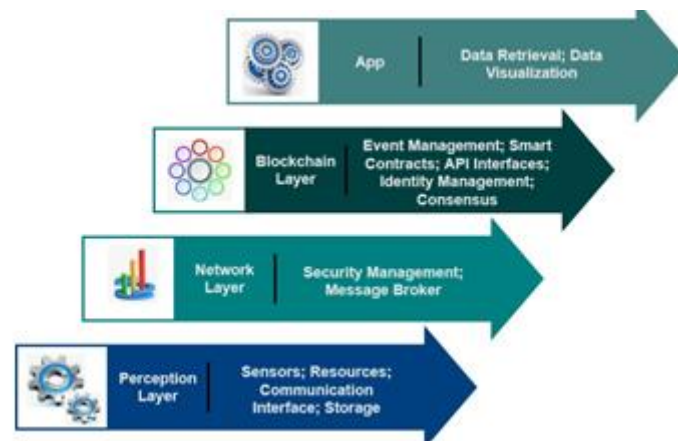 App
Data Retrieval; Data
Visualization
Blockchain
Layer
Event Management; Smart
Contracts; API Interfaces;
Identity Management;
Consensus
Network
Layer
Security Management;
Message Broker
Perception
Layer
Sensors; Resources;
Communication
Interface; Storage